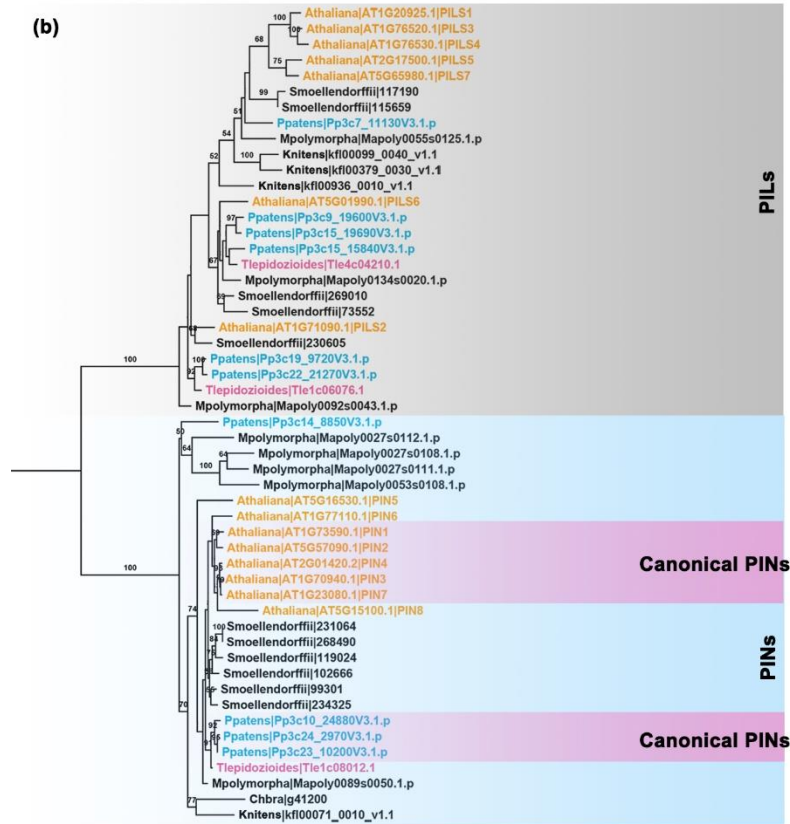 (b)
100
Athaliana|AT1G20925.1|PILS1
100
Athaliana|AT1G76520.1|PILS3
68
Athaliana|AT1G76530.1|PILS4
Athaliana|AT2G17500.1|PILS5
75
Athaliana|AT5G65980.1|PILS7
99
Smoellendorffii|117190
Smoellendorffii|115659
51
Ppatens|Pp3c7_11130V3.1.p
54
Mpolymorpha|Mapoly0055s0125.1.p
52
100
Knitens|kfl00099_0040_v1.1
Knitens|kfl00379_0030_v1.1
Knitens|kfl00936_0010_v1.1
Athaliana|AT5G01990.1|PILS6
97
Ppatens|Pp3c9_19600V3.1.p
Ppatens|Pp3c15_19690V3.1.p
Ppatens|Pp3c15_15840V3.1.p
67
Tlepidozioides|Tle4c04210.1
Mpolymorpha|Mapoly0134s0020.1.p
Smoellendorffii|269010
Smoellendorffii|73552
Athaliana|AT1G71090.1|PILS2
Smoellendorffii|230605
100
100
Ppatens|Pp3c19_9720V3.1.p
92
Ppatens|Pp3c22_21270V3.1.p
Tlepidozioides|Tle1c06076.1
Mpolymorpha|Mapoly0092s0043.1.p
PILs
Ppatens|Pp3c14_8850V3.1.p
50
Mpolymorpha|Mapoly0027s0112.1.p
64
64
Mpolymorpha|Mapoly0027s0108.1.p
100
Mpolymorpha|Mapoly0027s0111.1.p
Mpolymorpha|Mapoly0053s0108.1.p
Athaliana|AT5G16530.1|PIN5
Athaliana|AT1G77110.1|PIN6
Athaliana|AT1G73590.1|PIN1
Athaliana|AT5G57090.1|PIN2
Canonical PINs
Athaliana|AT2G01420.2|PIN4
100
Athaliana|AT1G70940.1|PIN3
Athaliana|AT1G23080.1|PIN7
74
Athaliana|AT5G15100.1|PIN8
100
Smoellendorffii|231064
84
Smoellendorffii|268490
Smoellendorffii|119024
Smoellendorffii|102666
Smoellendorffii|99301
Smoellendorffii|234325
PINs
70
92
Ppatens|Pp3c10_24880V3.1.p
Ppatens|Pp3c24_2970V3.1.p
Canonical PINs
Ppatens|Pp3c23_10200V3.1.p
Tlepidozioides|Tle1c08012.1
Mpolymorpha|Mapoly0089s0050.1.p
77
Chbra|g41200
Knitens|kfl00071_0010_v1.1